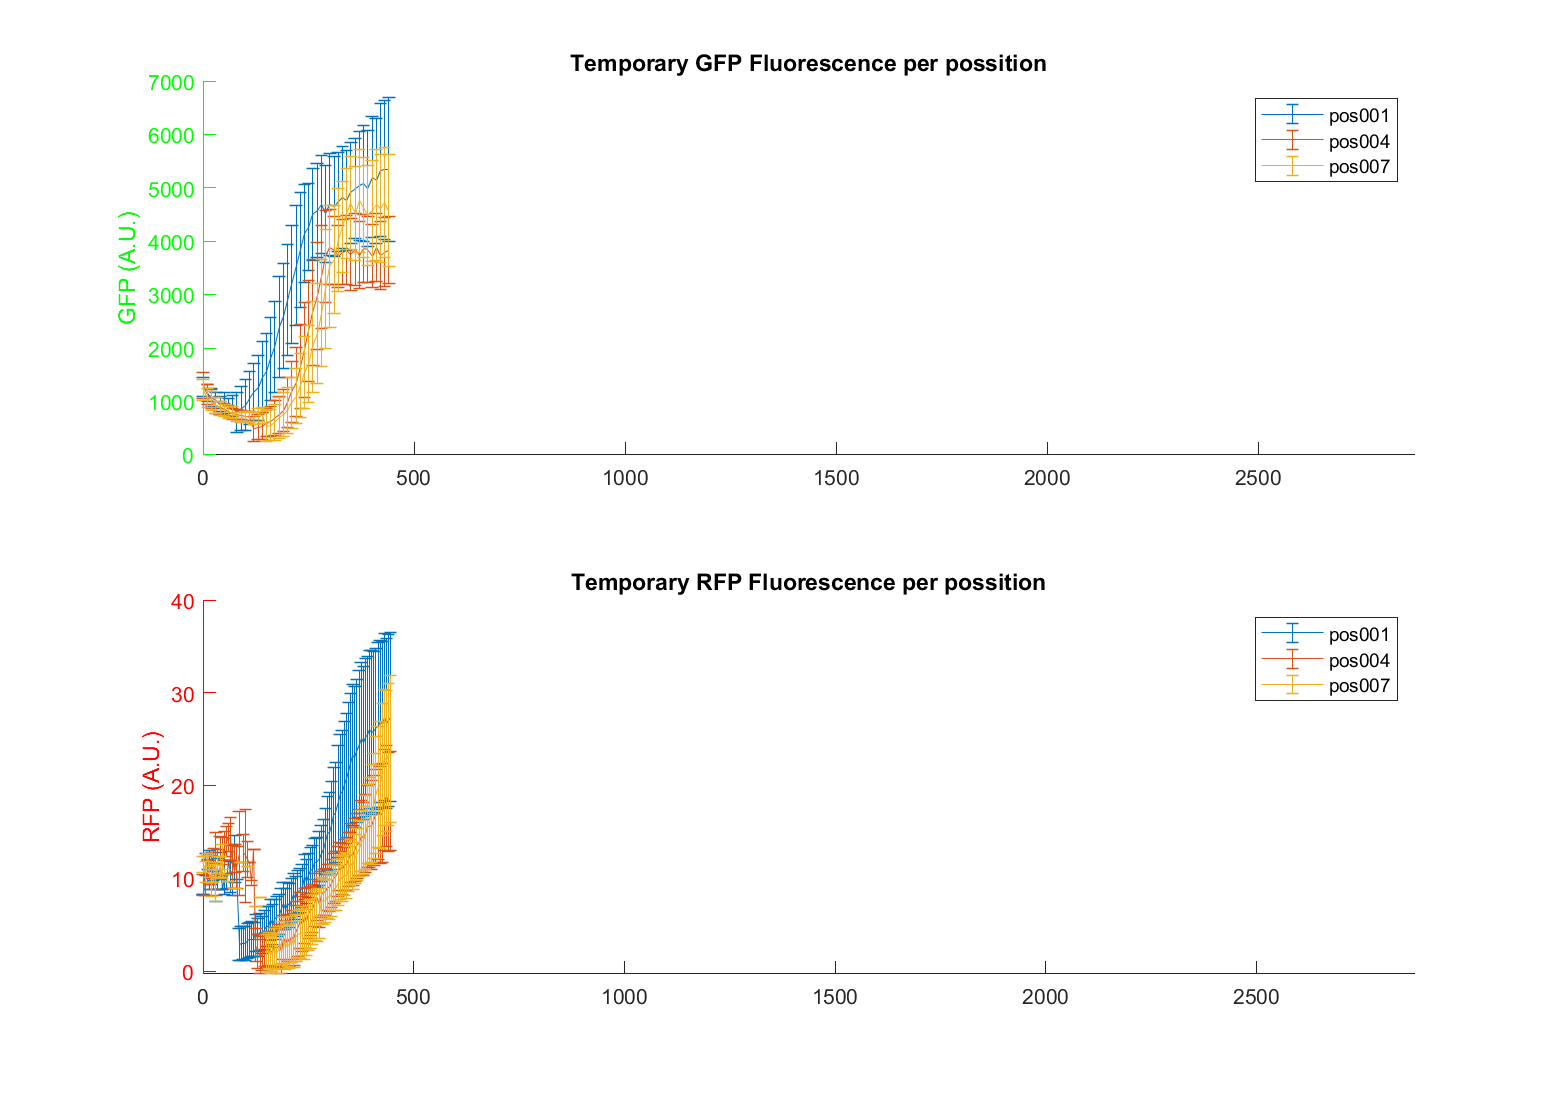 Temporary GFP Fluorescence per possition
7000
6000
5000
4000
3000
2000
1000
0
GFP (A.U.)
pos001
pos004
pos007
0 500 1000 1500 2000 2500
Temporary RFP Fluorescence per possition
40
30
20
10
0
RFP (A.U.)
pos001
pos004
pos007
0 500 1000 1500 2000 2500